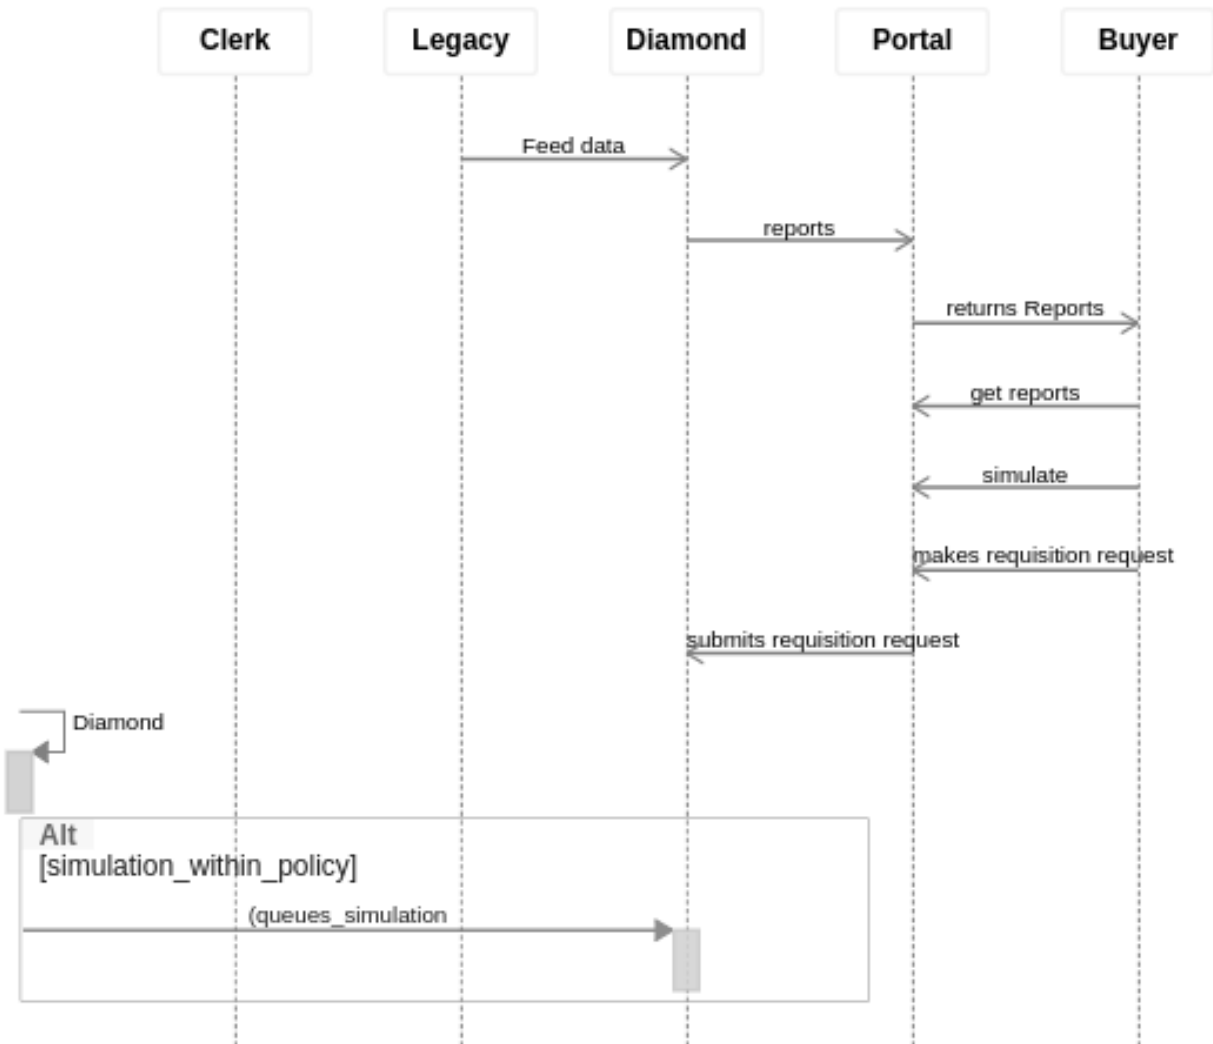 Clerk Legacy Diamond Portal Buyer
Feed data
reports
returns Reports
get reports
simulate
makes requisition request
submits requisition request
Diamond
Alt
[simulation_within_policy]
(queues_simulation